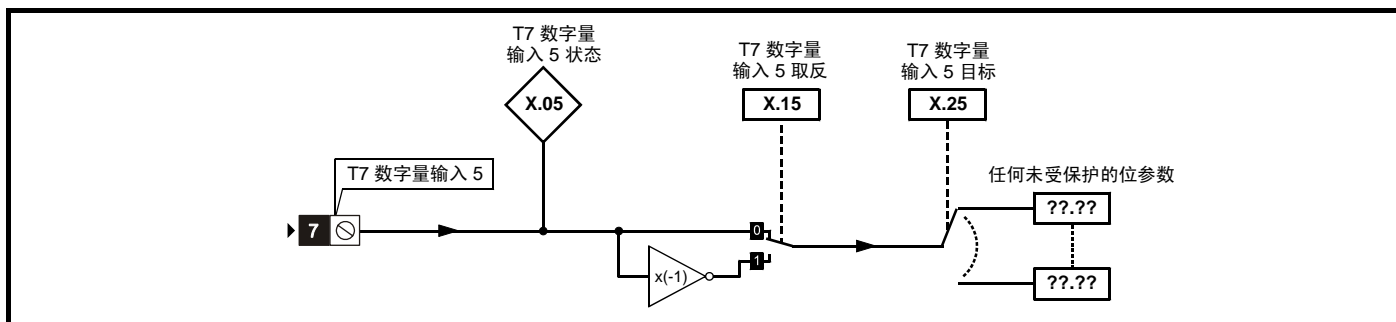 T7 数字量
输入 5 状态
X.05
T7 数字量
输入 5 取反
X.15
T7 数字量
输入 5 目标
X.25
T7 数字量输入 5
7
0
1
x(-1)
任何未受保护的位参数
??.??
??.??